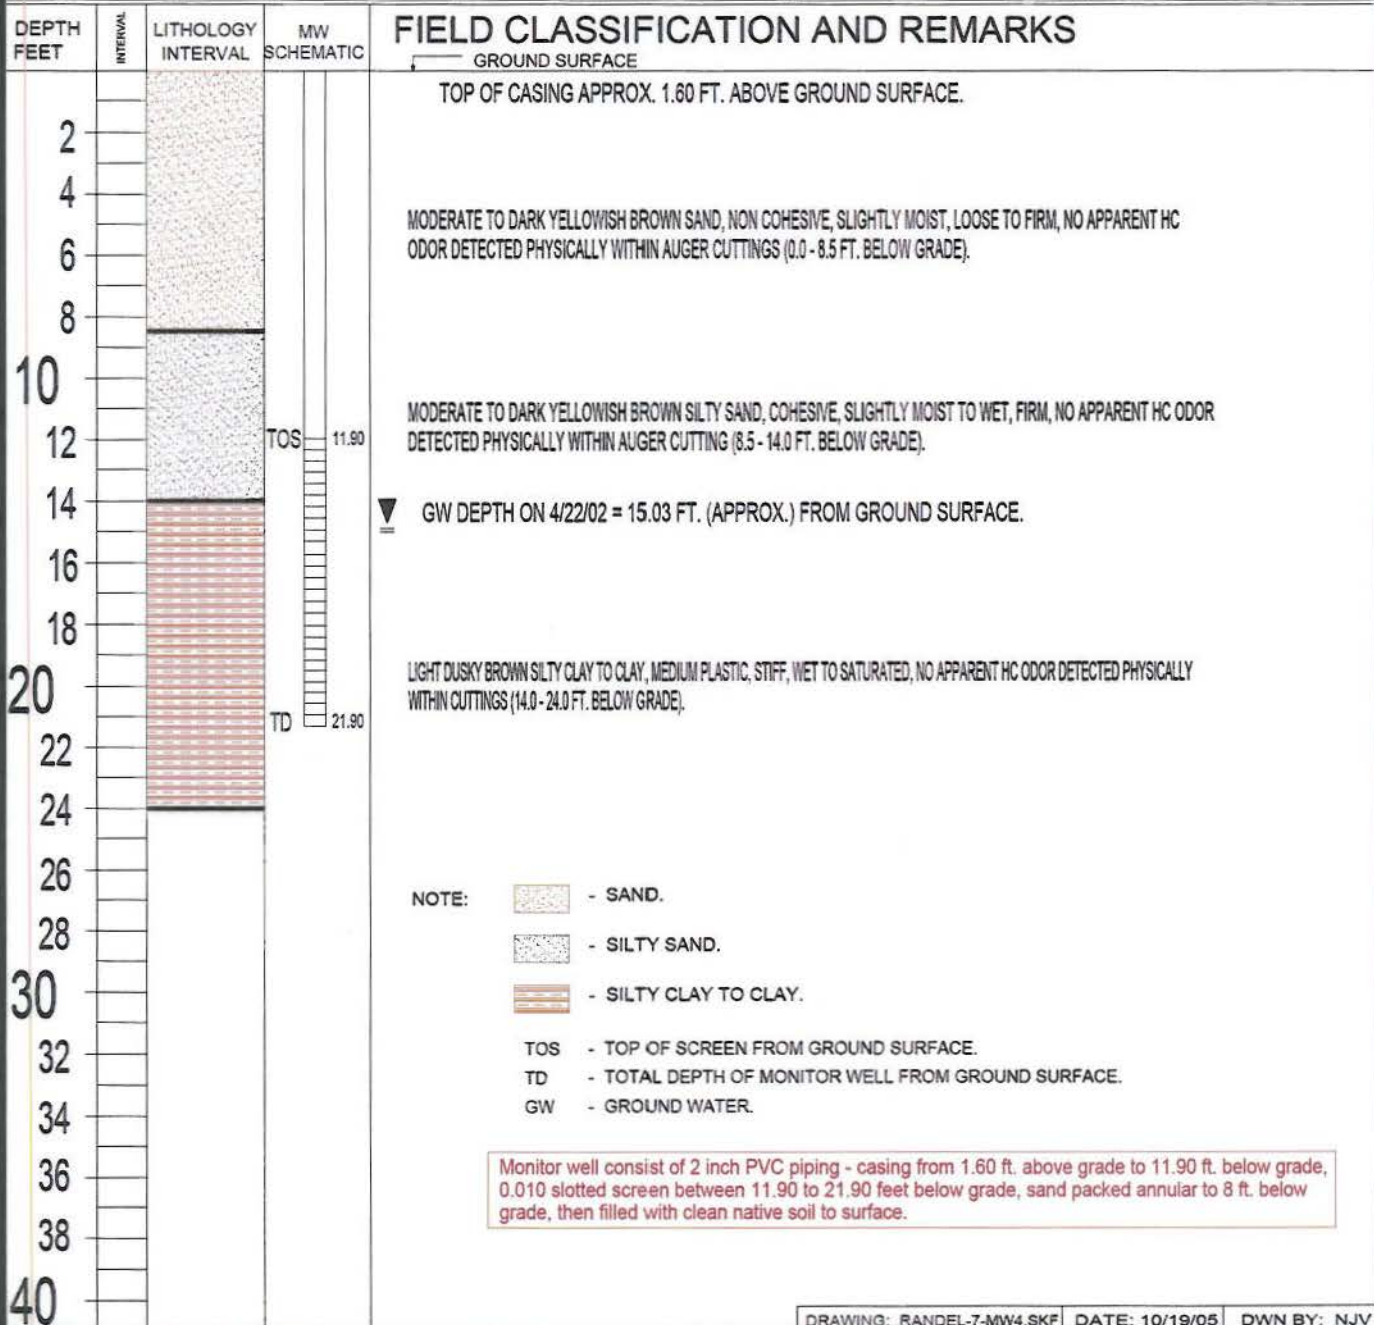 DEPTH
FEET
INTERVAL
LITHOLOGY
INTERVAL
MW
SCHEMATIC
FIELD CLASSIFICATION AND REMARKS
GROUND SURFACE
TOP OF CASING APPROX. 1.60 FT. ABOVE GROUND SURFACE.
2
4
MODERATE TO DARK YELLOWISH BROWN SAND, NON COHESIVE, SLIGHTLY MOIST, LOOSE TO FIRM, NO APPARENT HC
ODOR DETECTED PHYSICALLY WITHIN AUGER CUTTINGS (0.0 - 8.5 FT. BELOW GRADE).
6
8
10
MODERATE TO DARK YELLOWISH BROWN SILTY SAND, COHESIVE, SLIGHTLY MOIST TO WET, FIRM, NO APPARENT HC ODOR
DETECTED PHYSICALLY WITHIN AUGER CUTTING (8.5 - 14.0 FT. BELOW GRADE).
12
TOS 11.90
14
GW DEPTH ON 4/22/02 = 15.03 FT. (APPROX.) FROM GROUND SURFACE.
16
18
LIGHT DUSKY BROWN SILTY CLAY TO CLAY, MEDIUM PLASTIC, STIFF, WET TO SATURATED, NO APPARENT HC ODOR DETECTED PHYSICALLY
WITHIN CUTTINGS (14.0 - 24.0 FT. BELOW GRADE).
20
TD 21.90
22
24
26
NOTE: - SAND.
28
- SILTY SAND.
30
- SILTY CLAY TO CLAY.
32
TOS - TOP OF SCREEN FROM GROUND SURFACE.
TD - TOTAL DEPTH OF MONITOR WELL FROM GROUND SURFACE.
GW - GROUND WATER.
34
36
Monitor well consist of 2 inch PVC piping - casing from 1.60 ft. above grade to 11.90 ft. below grade,
0.010 slotted screen between 11.90 to 21.90 feet below grade, sand packed annular to 8 ft. below
grade, then filled with clean native soil to surface.
38
40
DRAWING: RANDEL-7-MW4.SKF DATE: 10/19/05 DWN BY: NJV